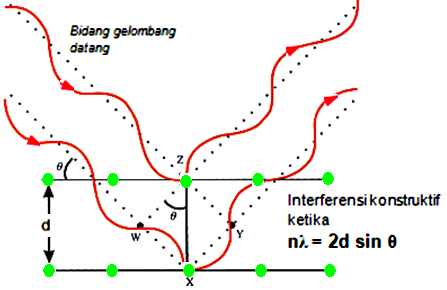 Bidang gelombang
datang
θ
Z
θ
d
W
Y
X
Interferensi konstruktif
ketika
nλ = 2d sin θ